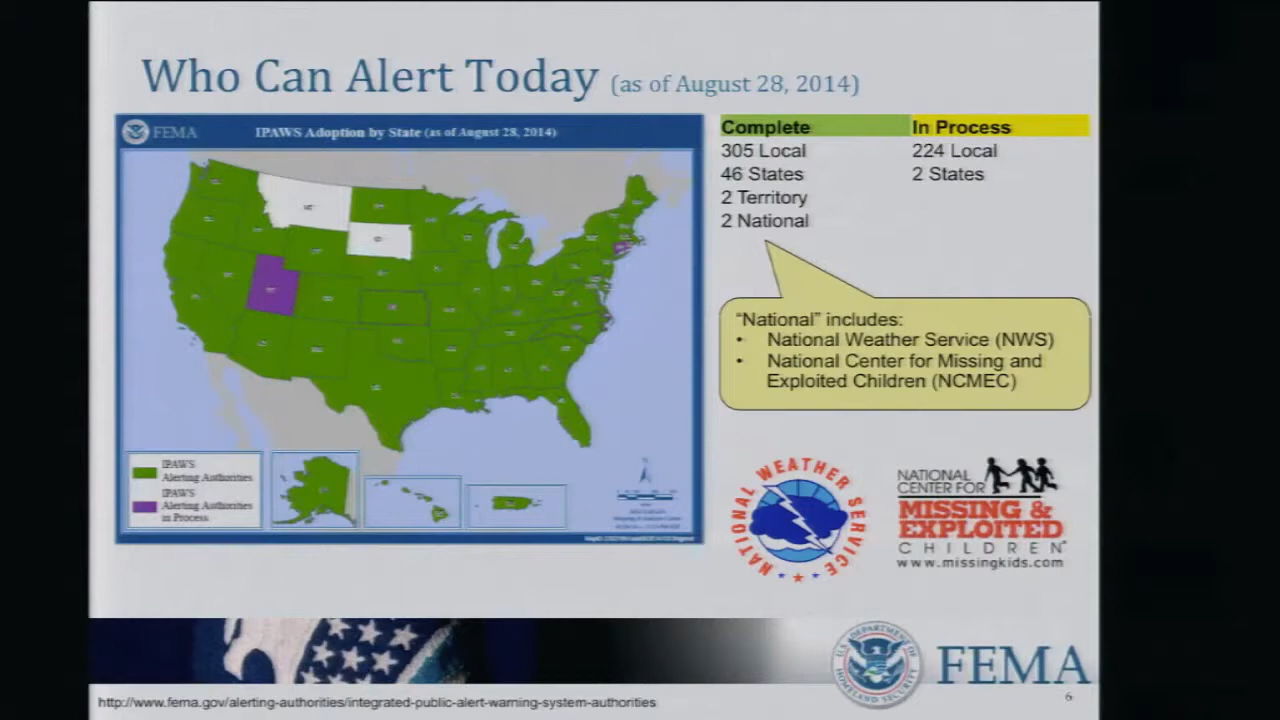 Who Can Alert Today (as of August 28, 2014)
FEMA
IPAWS Adoption by State (as of August 28, 2014)
IPAWS
Alerting Authorities
IPAWS
Alerting Authorities
in Process
Complete
In Process
305 Local
224 Local
46 States
2 States
2 Territory
2 National
“National” includes:
• National Weather Service (NWS)
• National Center for Missing and
Exploited Children (NCMEC)
NATIONAL WEATHER SERVICE
NATIONAL
CENTER FOR
MISSING &
EXPLOITED
CHILDREN
www.missingkids.com
U.S. DEPARTMENT OF
HOMELAND SECURITY
FEMA
6
http://www.fema.gov/alerting-authorities/integrated-public-alert-warning-system-authorities